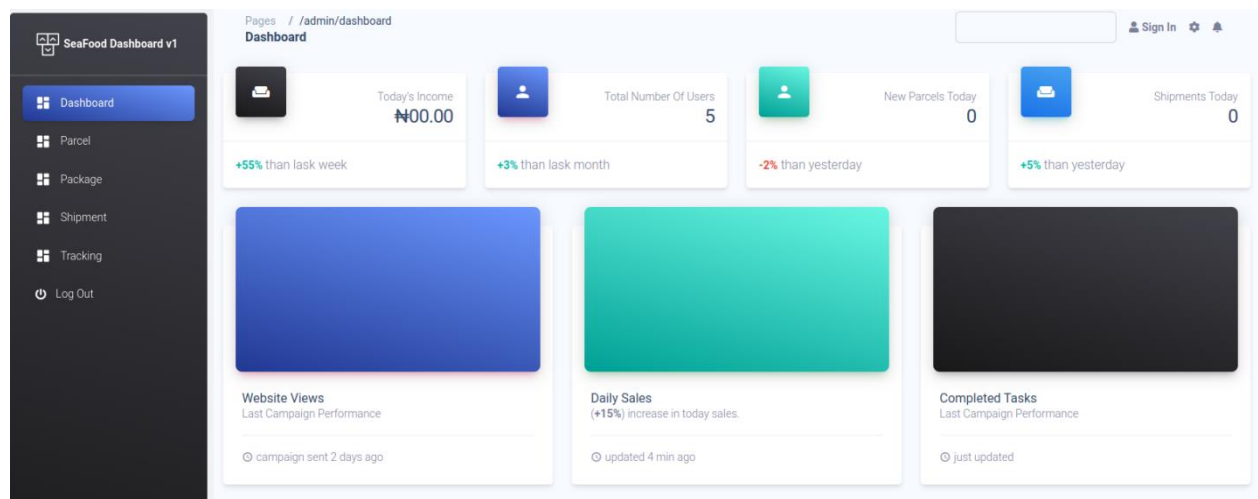 SeaFood Dashboard v1
Dashboard
Parcel
Package
Shipment
Tracking
Log Out
Pages / /admin/dashboard
Dashboard
Sign In
Today's Income
₦00.00
+55% than lask week
Total Number Of Users
5
+3% than lask month
New Parcels Today
0
-2% than yesterday
Shipments Today
0
+5% than yesterday
Website Views
Last Campaign Performance
campaign sent 2 days ago
Daily Sales
(+15%) increase in today sales.
updated 4 min ago
Completed Tasks
Last Campaign Performance
just updated